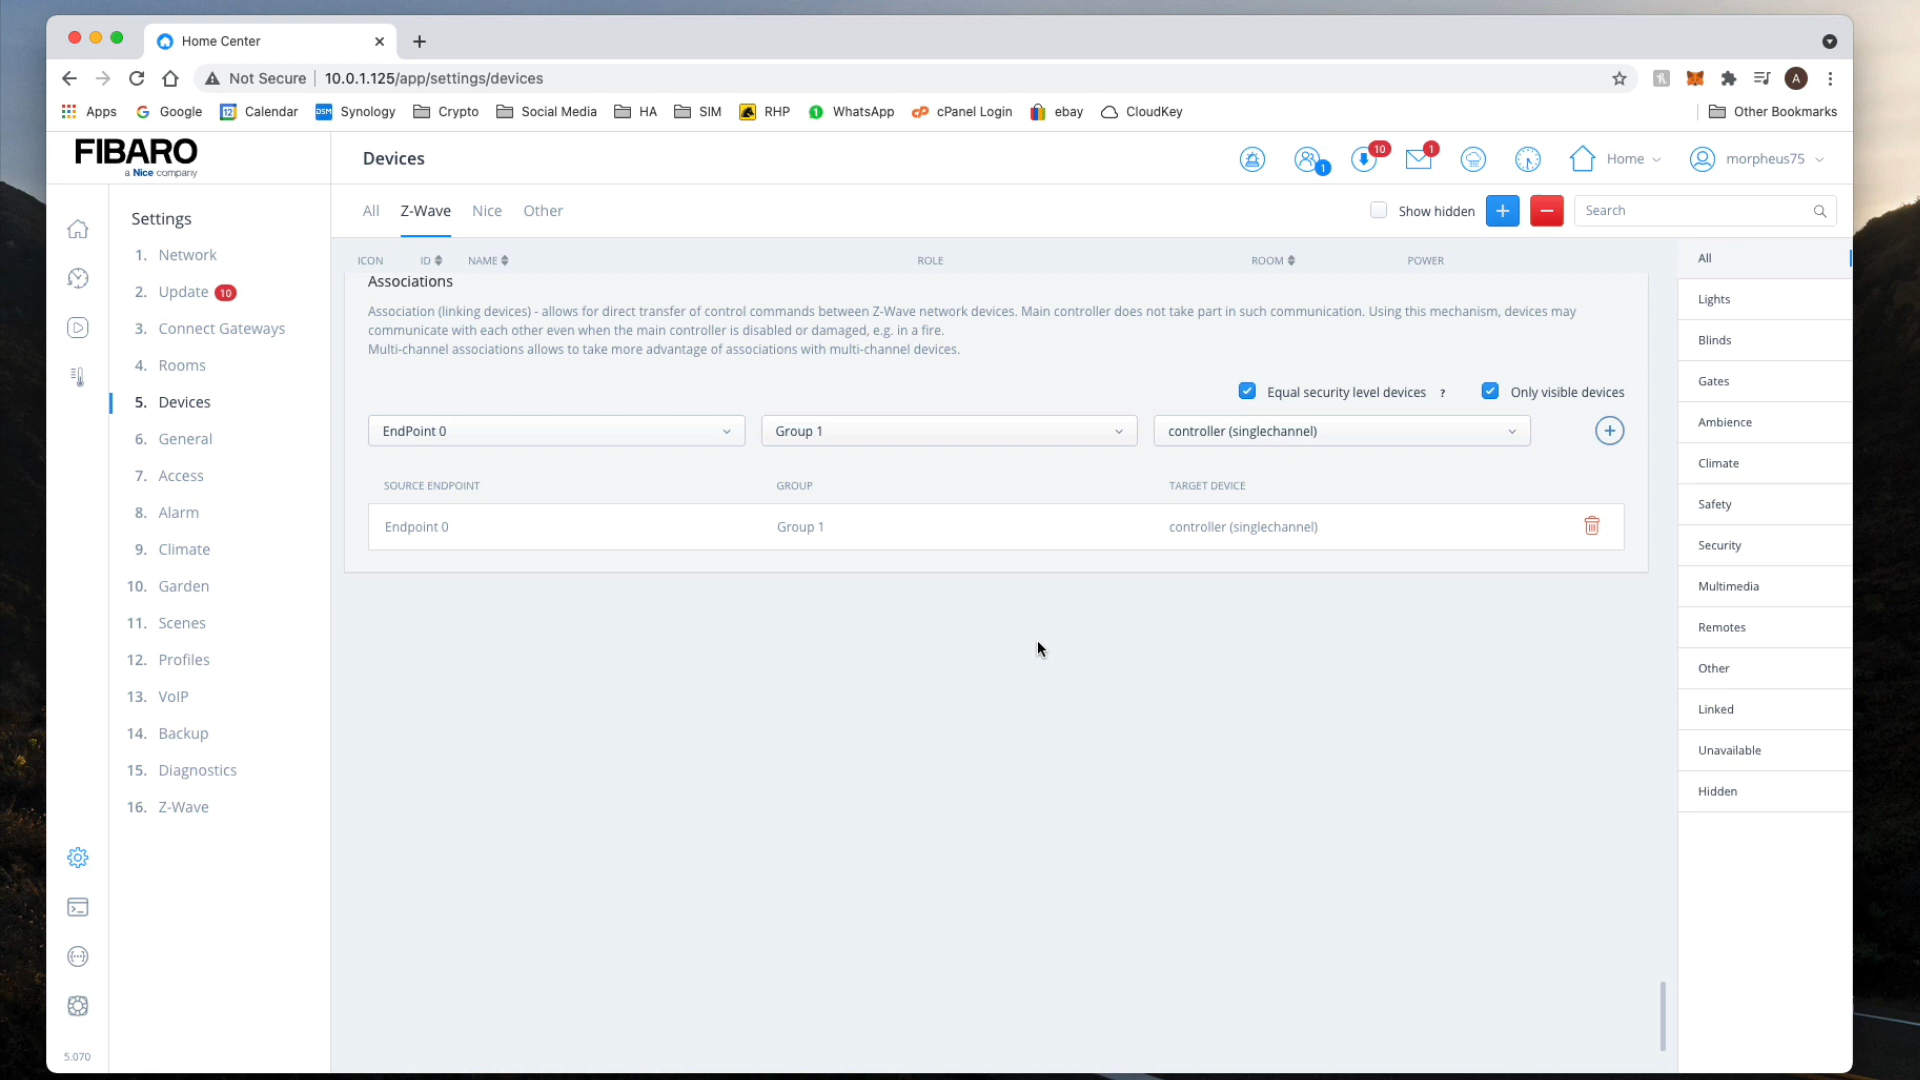 Home Center
Not Secure
10.0.1.125/app/settings/devices
A
Apps
Google
12
Calendar
DSM
Synology
Crypto
Social Media
HA
SIM
RHP
1
WhatsApp
cP
cPanel Login
ebay
CloudKey
Other Bookmarks
FIBARO
a Nice company
Devices
1
10
1
Home
morpheus75
All
Z-Wave
Nice
Other
Show hidden
Search
Settings
1. Network
2. Update 10
3. Connect Gateways
4. Rooms
5. Devices
6. General
7. Access
8. Alarm
9. Climate
10. Garden
11. Scenes
12. Profiles
13. VoIP
14. Backup
15. Diagnostics
16. Z-Wave
5.070
ICON
ID
NAME
ROLE
ROOM
POWER
Associations
Association (linking devices) - allows for direct transfer of control commands between Z-Wave network devices. Main controller does not take part in such communication. Using this mechanism, devices may
communicate with each other even when the main controller is disabled or damaged, e.g. in a fire.
Multi-channel associations allows to take more advantage of associations with multi-channel devices.
Equal security level devices ?
Only visible devices
EndPoint 0
Group 1
controller (singlechannel)
SOURCE ENDPOINT
GROUP
TARGET DEVICE
Endpoint 0
Group 1
controller (singlechannel)
All
Lights
Blinds
Gates
Ambience
Climate
Safety
Security
Multimedia
Remotes
Other
Linked
Unavailable
Hidden